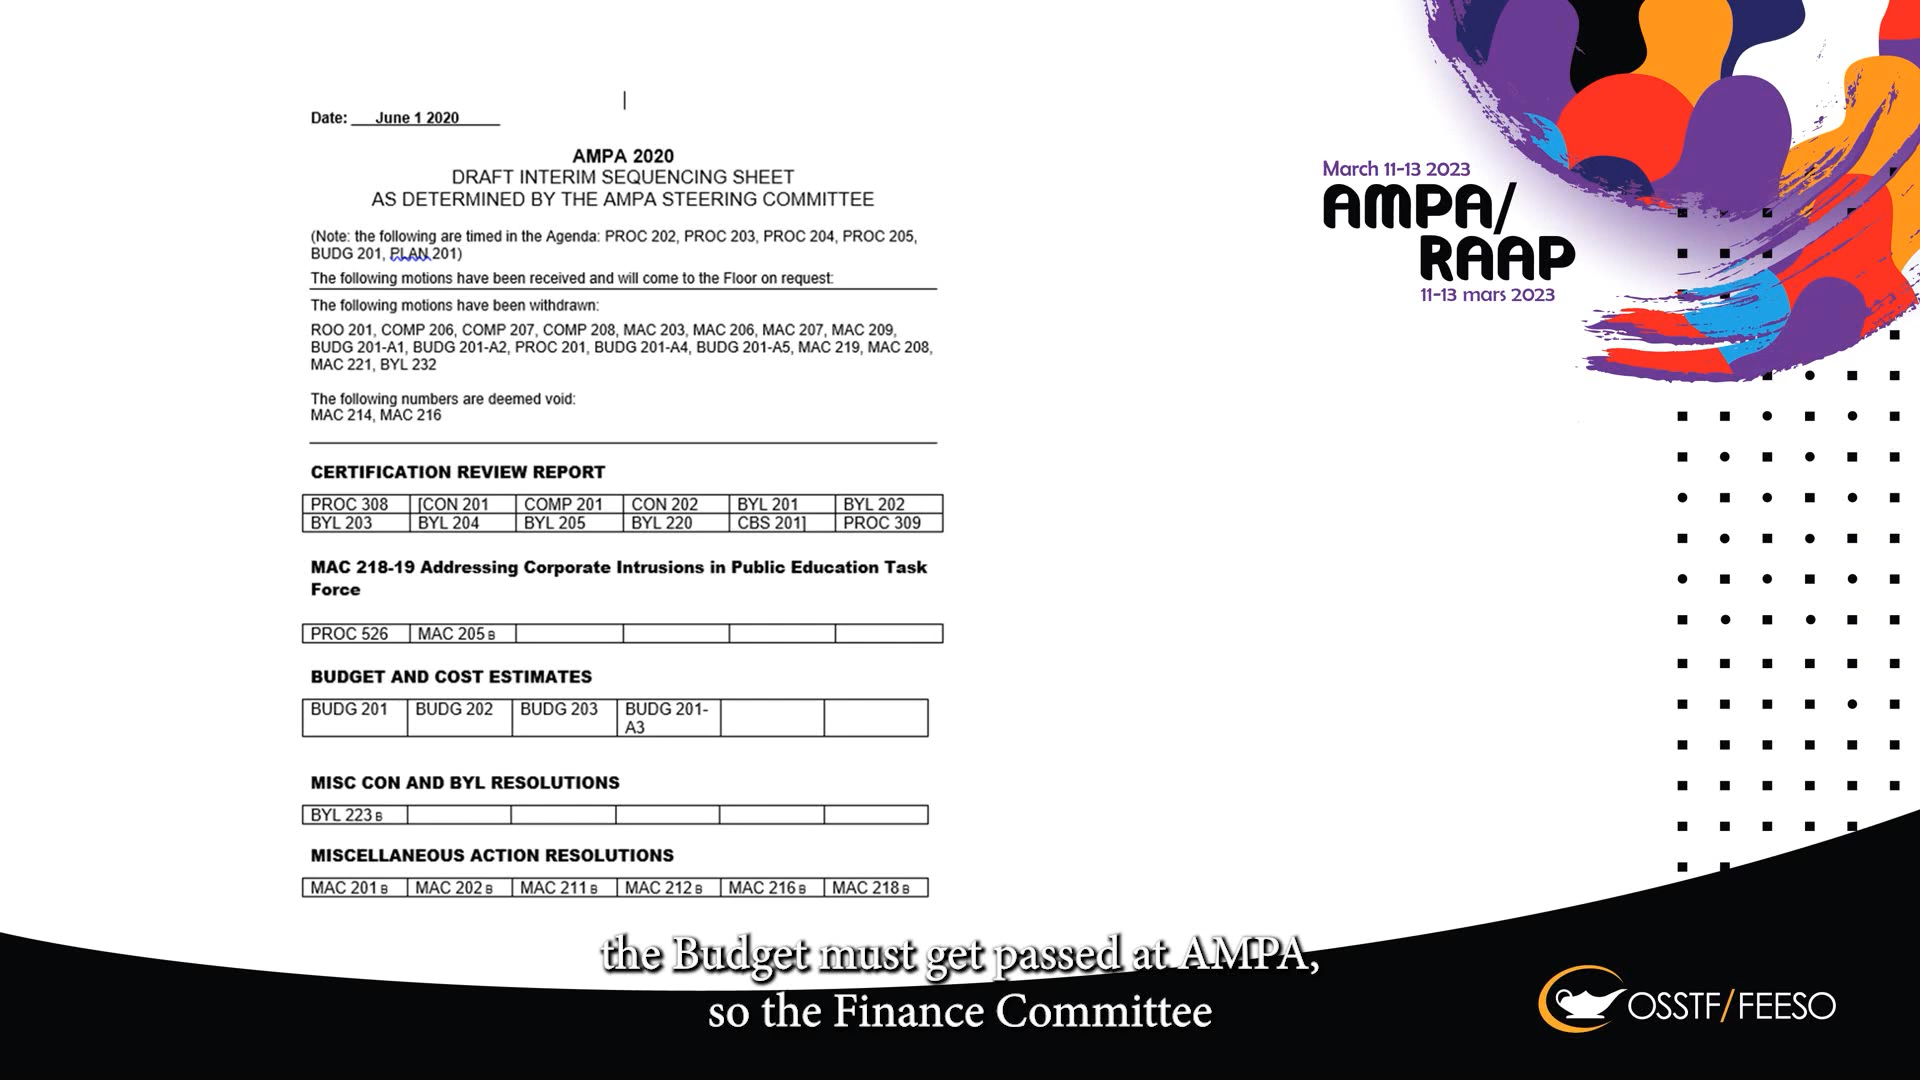 Date: June 1 2020
AMPA 2020
DRAFT INTERIM SEQUENCING SHEET
AS DETERMINED BY THE AMPA STEERING COMMITTEE
(Note: the following are timed in the Agenda: PROC 202, PROC 203, PROC 204, PROC 205,
BUDG 201, PLAN 201)
The following motions have been received and will come to the Floor on request:
The following motions have been withdrawn:
ROO 201, COMP 206, COMP 207, COMP 208, MAC 203, MAC 206, MAC 207, MAC 209,
BUDG 201-A1, BUDG 201-A2, PROC 201, BUDG 201-A4, BUDG 201-A5, MAC 219, MAC 208,
MAC 221, BYL 232
The following numbers are deemed void:
MAC 214, MAC 216
CERTIFICATION REVIEW REPORT
PROC 308 [CON 201 COMP 201 CON 202 BYL 201 BYL 202
BYL 203 BYL 204 BYL 205 BYL 220 CBS 201] PROC 309
MAC 218-19 Addressing Corporate Intrusions in Public Education Task
Force
PROC 526 MAC 205 B
BUDGET AND COST ESTIMATES
BUDG 201 BUDG 202 BUDG 203 BUDG 201-
A3
MISC CON AND BYL RESOLUTIONS
BYL 223 B
MISCELLANEOUS ACTION RESOLUTIONS
MAC 201 B MAC 202 B MAC 211 B MAC 212 B MAC 216 B MAC 218 B
March 11-13 2023
AMPA/
RAAP
11-13 mars 2023
the Budget must get passed at AMPA,
so the Finance Committee
OSSTF/FEESO